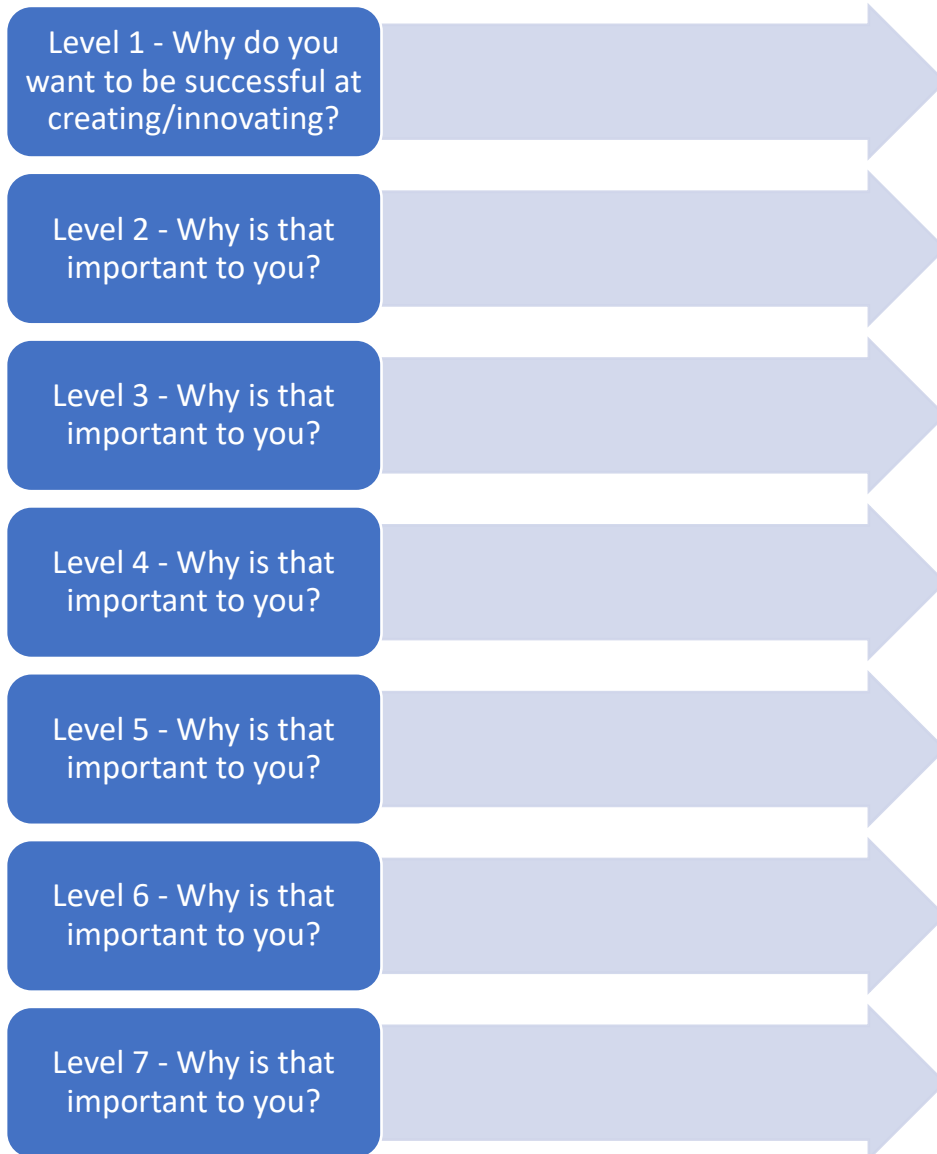 Level 1 - Why do you
want to be successful at
creating/innovating?
Level 2 - Why is that
important to you?
Level 3 - Why is that
important to you?
Level 4 - Why is that
important to you?
Level 5 - Why is that
important to you?
Level 6 - Why is that
important to you?
Level 7 - Why is that
important to you?